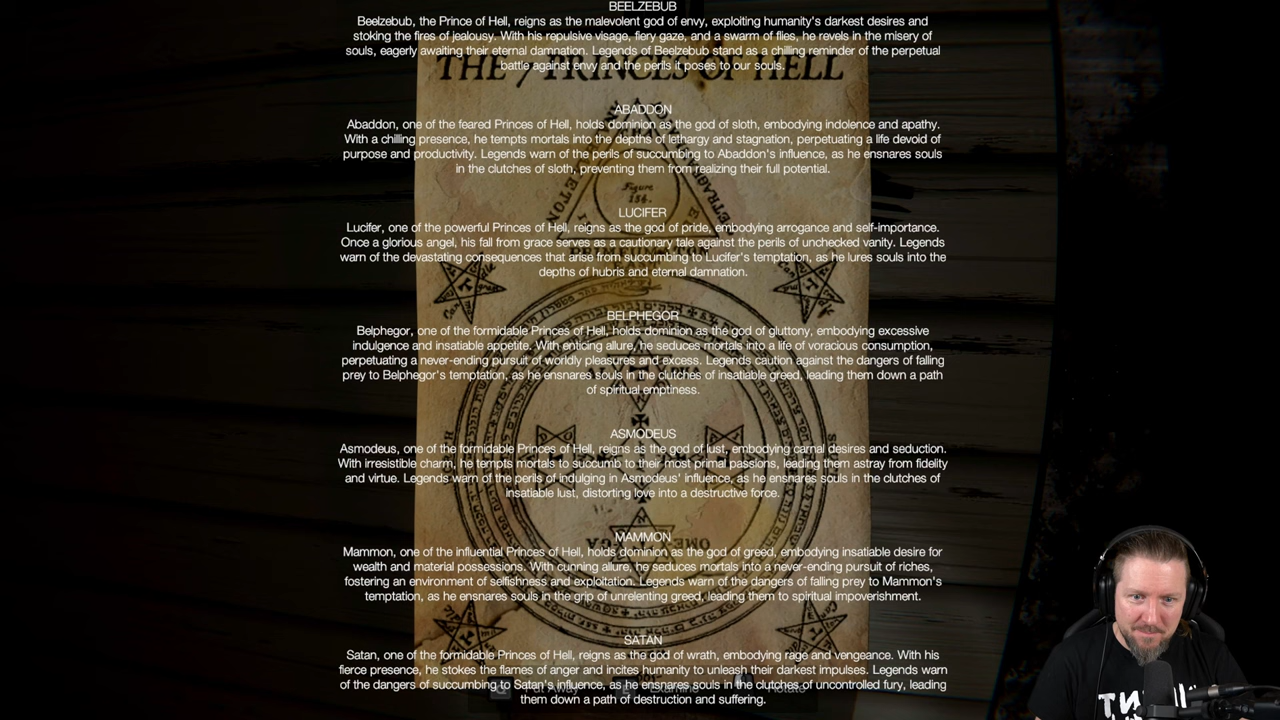 BEELZEBUB
Beelzebub, the Prince of Hell, reigns as the malevolent god of envy, exploiting humanity's darkest desires and
stoking the fires of jealousy. With his repulsive visage, fiery gaze, and a swarm of flies, he revels in the misery of
souls, eagerly awaiting their eternal damnation. Legends of Beelzebub stand as a chilling reminder of the perpetual
battle against envy and the perils it poses to our souls.
THE 7 PRINCES OF HELL
ABADDON
Abaddon, one of the feared Princes of Hell, holds dominion as the god of sloth, embodying indolence and apathy.
With a chilling presence, he tempts mortals into the depths of lethargy and stagnation, perpetuating a life devoid of
purpose and productivity. Legends warn of the perils of succumbing to Abaddon's influence, as he ensnares souls
in the clutches of sloth, preventing them from realizing their full potential.
Figure
LUCIFER
Lucifer, one of the powerful Princes of Hell, reigns as the god of pride, embodying arrogance and self-importance.
Once a glorious angel, his fall from grace serves as a cautionary tale against the perils of unchecked vanity. Legends
warn of the devastating consequences that arise from succumbing to Lucifer's temptation, as he lures souls into the
depths of hubris and eternal damnation.
BELPHEGOR
Belphegor, one of the formidable Princes of Hell, holds dominion as the god of gluttony, embodying excessive
indulgence and insatiable appetite. With enticing allure, he seduces mortals into a life of voracious consumption,
perpetuating a never-ending pursuit of worldly pleasures and excess. Legends caution against the dangers of falling
prey to Belphegor's temptation, as he ensnares souls in the clutches of insatiable greed, leading them down a path
of spiritual emptiness.
ASMODEUS
Asmodeus, one of the formidable Princes of Hell, reigns as the god of lust, embodying carnal desires and seduction.
With irresistible charm, he tempts mortals to succumb to their most primal passions, leading them astray from fidelity
and virtue. Legends warn of the perils of indulging in Asmodeus' influence, as he ensnares souls in the clutches of
insatiable lust, distorting love into a destructive force.
MAMMON
Mammon, one of the influential Princes of Hell, holds dominion as the god of greed, embodying insatiable desire for
wealth and material possessions. With cunning allure, he seduces mortals into a never-ending pursuit of riches,
fostering an environment of selfishness and exploitation. Legends warn of the dangers of falling prey to Mammon's
temptation, as he ensnares souls in the grip of unrelenting greed, leading them to spiritual impoverishment.
SATAN
Satan, one of the formidable Princes of Hell, reigns as the god of wrath, embodying rage and vengeance. With his
fierce presence, he stokes the flames of anger and incites humanity to unleash their darkest impulses. Legends warn
of the dangers of succumbing to Satan's influence, as he ensnares souls in the clutches of uncontrolled fury, leading
them down a path of destruction and suffering.
Put Away Examine Rotate